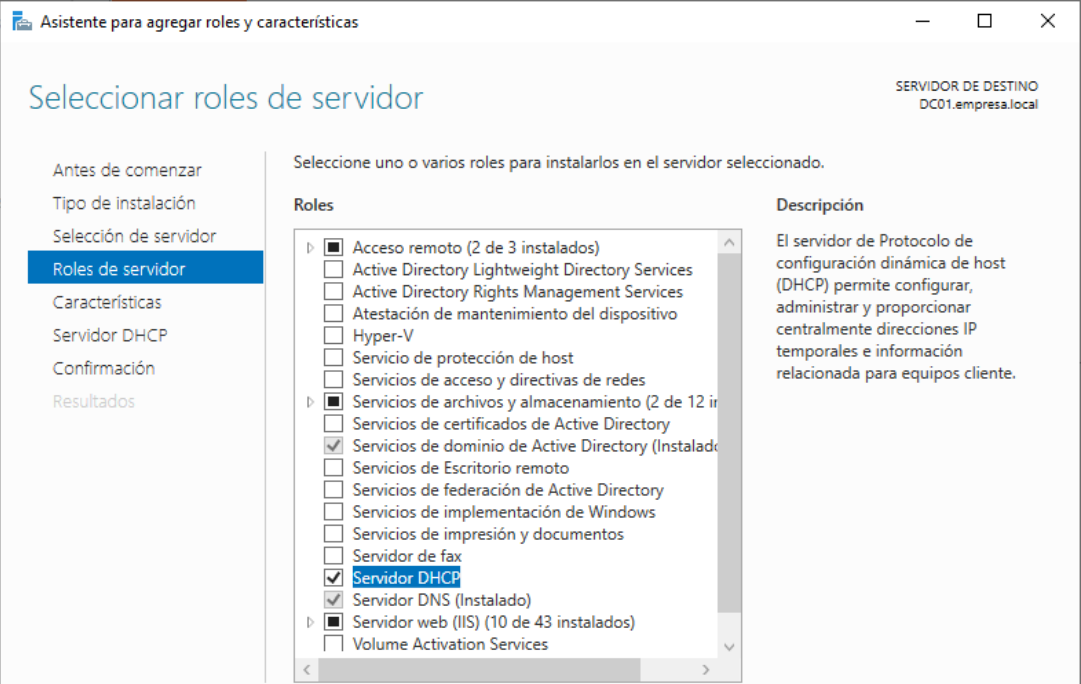 Asistente para agregar roles y características
Seleccionar roles de servidor
SERVIDOR DE DESTINO
DC01.empresa.local
Antes de comenzar
Tipo de instalación
Selección de servidor
Roles de servidor
Características
Servidor DHCP
Confirmación
Resultados
Seleccione uno o varios roles para instalarlos en el servidor seleccionado.
Roles
Acceso remoto (2 de 3 instalados)
Active Directory Lightweight Directory Services
Active Directory Rights Management Services
Atestación de mantenimiento del dispositivo
Hyper-V
Servicio de protección de host
Servicios de acceso y directivas de redes
Servicios de archivos y almacenamiento (2 de 12 in
Servicios de certificados de Active Directory
Servicios de dominio de Active Directory (Instalado
Servicios de Escritorio remoto
Servicios de federación de Active Directory
Servicios de implementación de Windows
Servicios de impresión y documentos
Servidor de fax
Servidor DHCP
Servidor DNS (Instalado)
Servidor web (IIS) (10 de 43 instalados)
Volume Activation Services
Descripción
El servidor de Protocolo de
configuración dinámica de host
(DHCP) permite configurar,
administrar y proporcionar
centralmente direcciones IP
temporales e información
relacionada para equipos cliente.